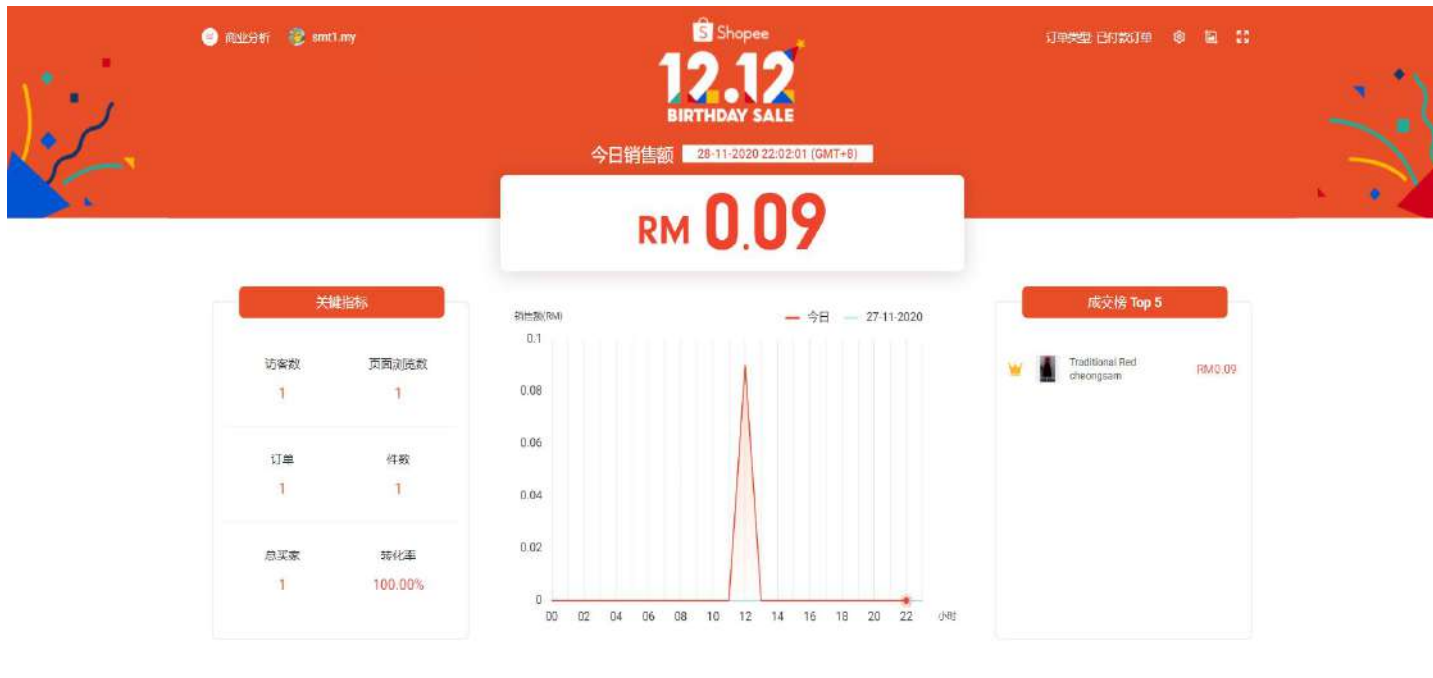 商业分析
smt1.my
Shopee
12.12
BIRTHDAY SALE
订单类型: 已付款订单
今日销售额 28-11-2020 22:02:01 (GMT+8)
RM 0.09
关键指标
访客数 页面浏览数
1 1
订单 件数
1 1
总买家 转化率
1 100.00%
销售额(RM)
今日 27-11-2020
0.1
0.08
0.06
0.04
0.02
0
00 02 04 06 08 10 12 14 16 18 20 22 小时
成交榜 Top 5
Traditional Red
cheongsam
RM0.09